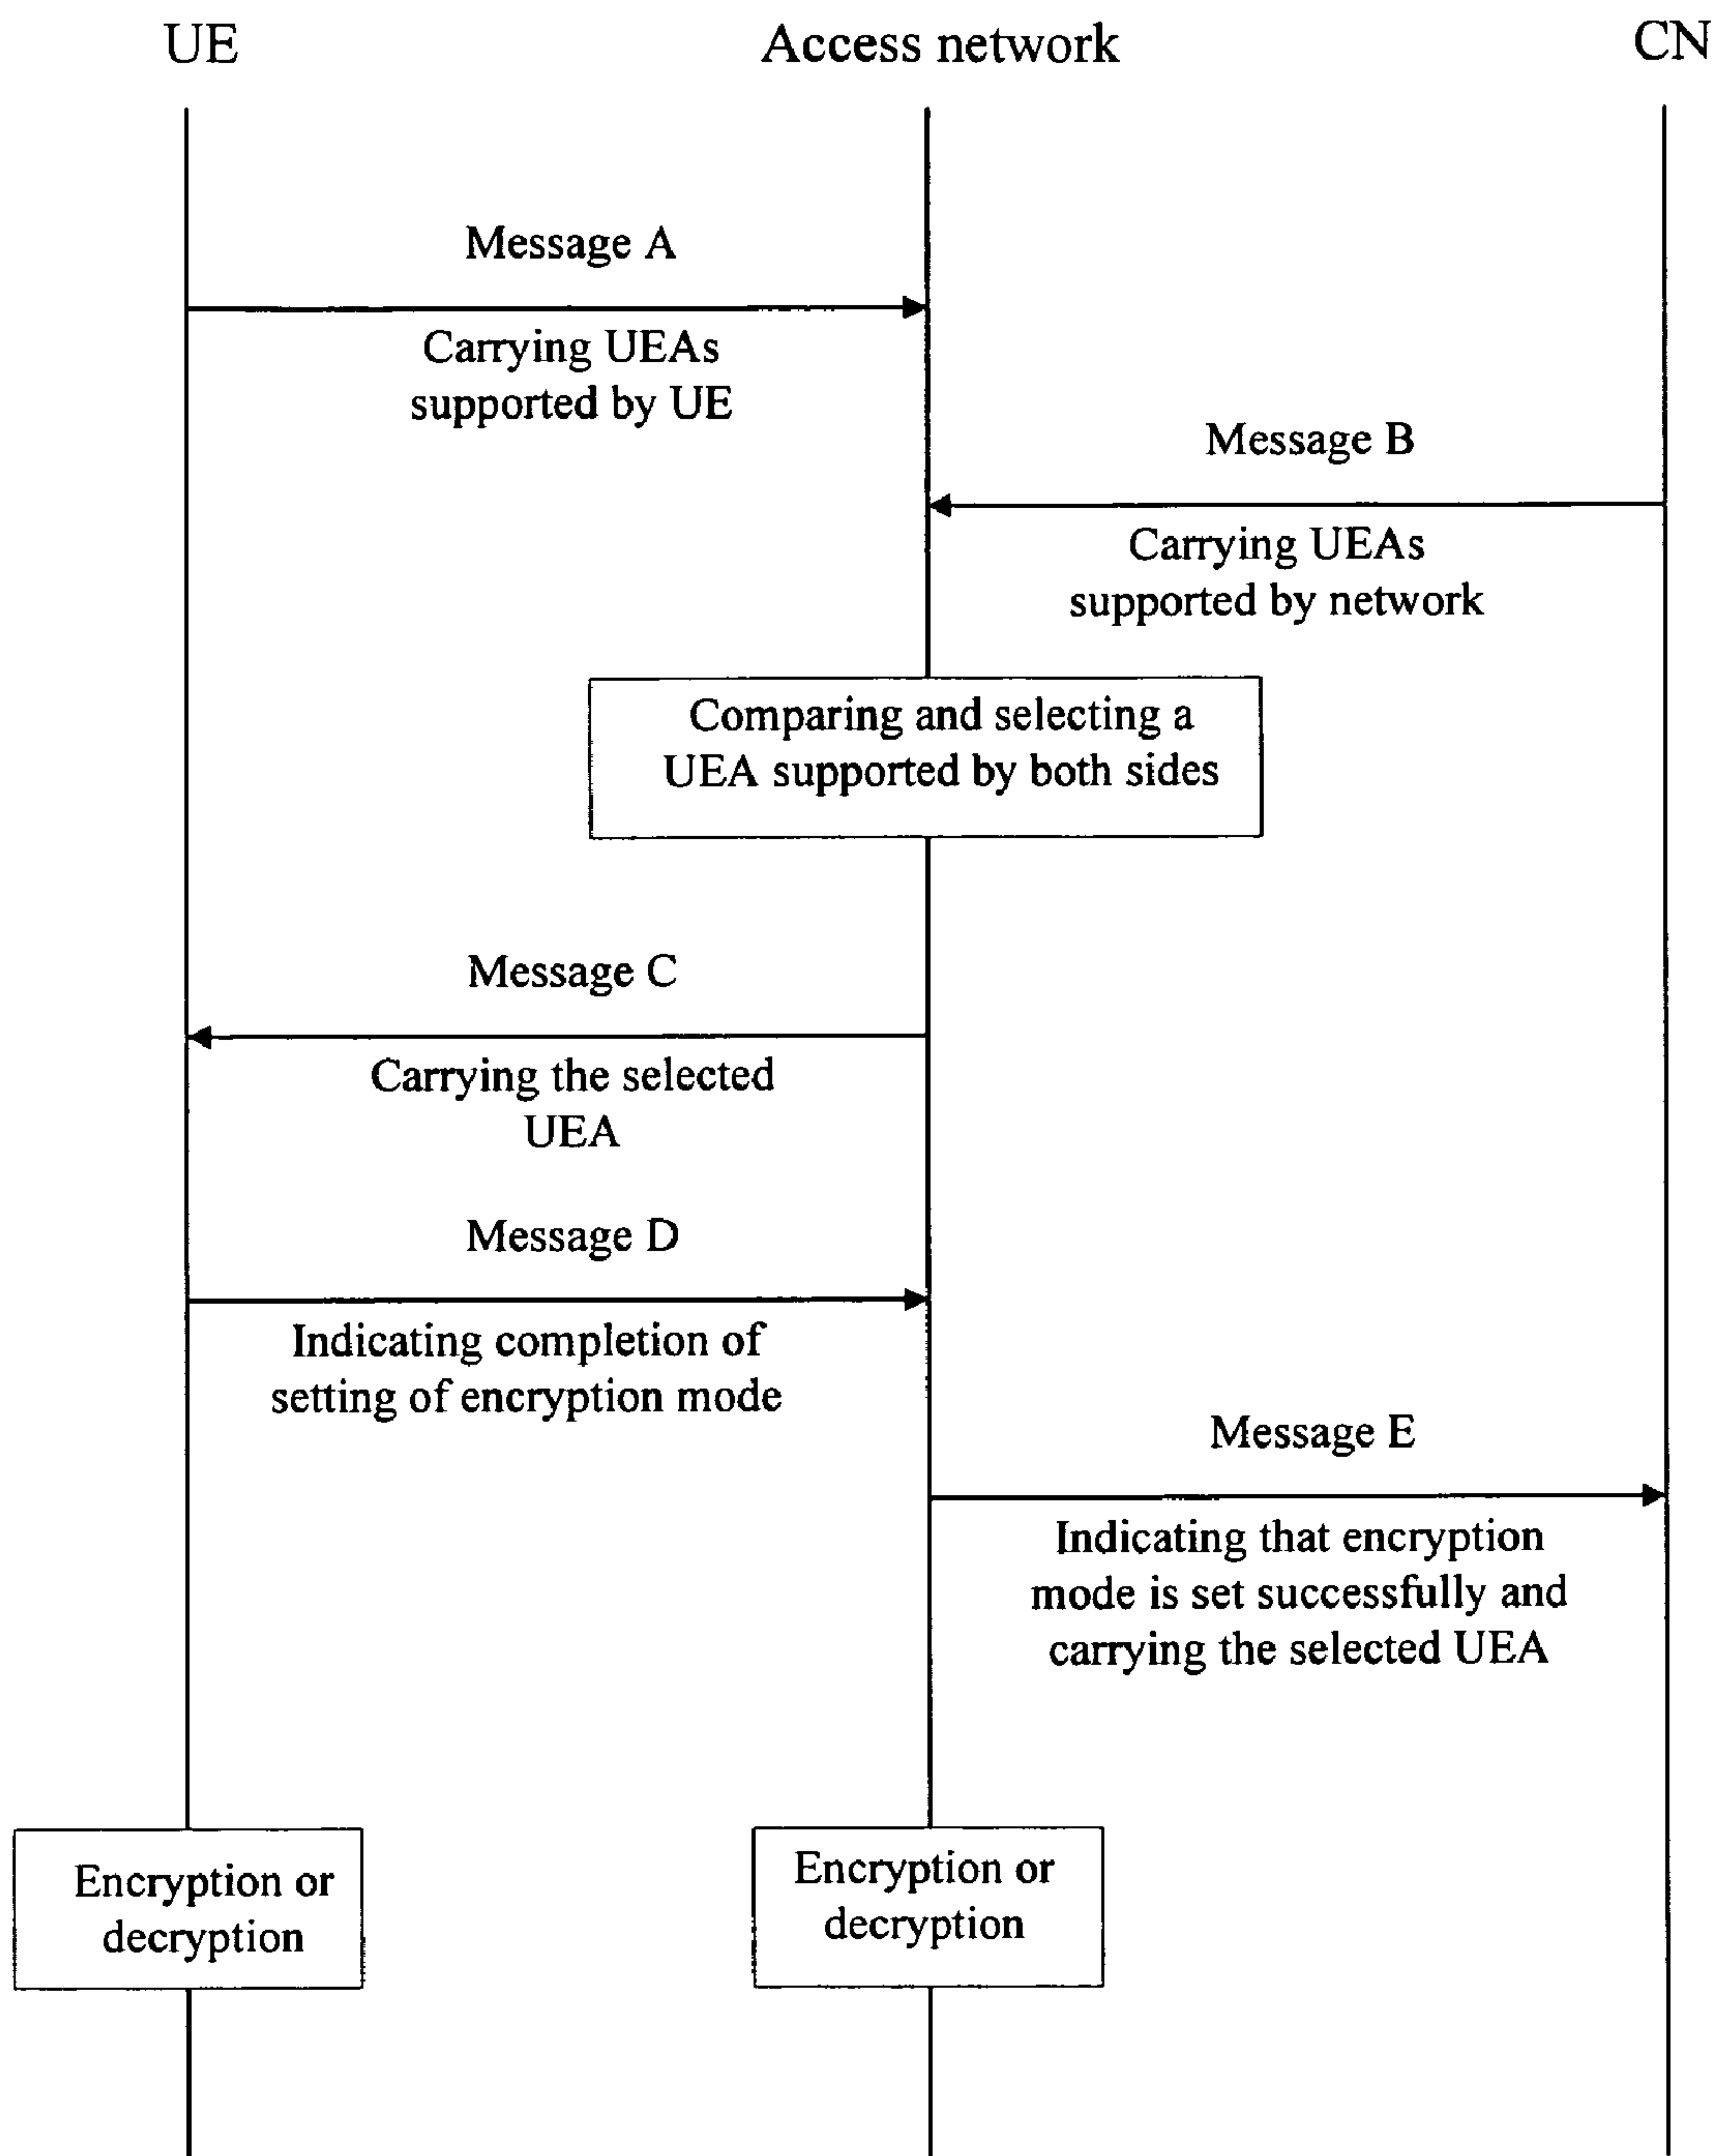 UE
Access network
CN
Message A
Carrying UEAs
supported by UE
Message B
Carrying UEAs
supported by network
Comparing and selecting a
UEA supported by both sides
Message C
Carrying the selected
UEA
Message D
Indicating completion of
setting of encryption mode
Message E
Indicating that encryption
mode is set successfully and
carrying the selected UEA
Encryption or
decryption
Encryption or
decryption